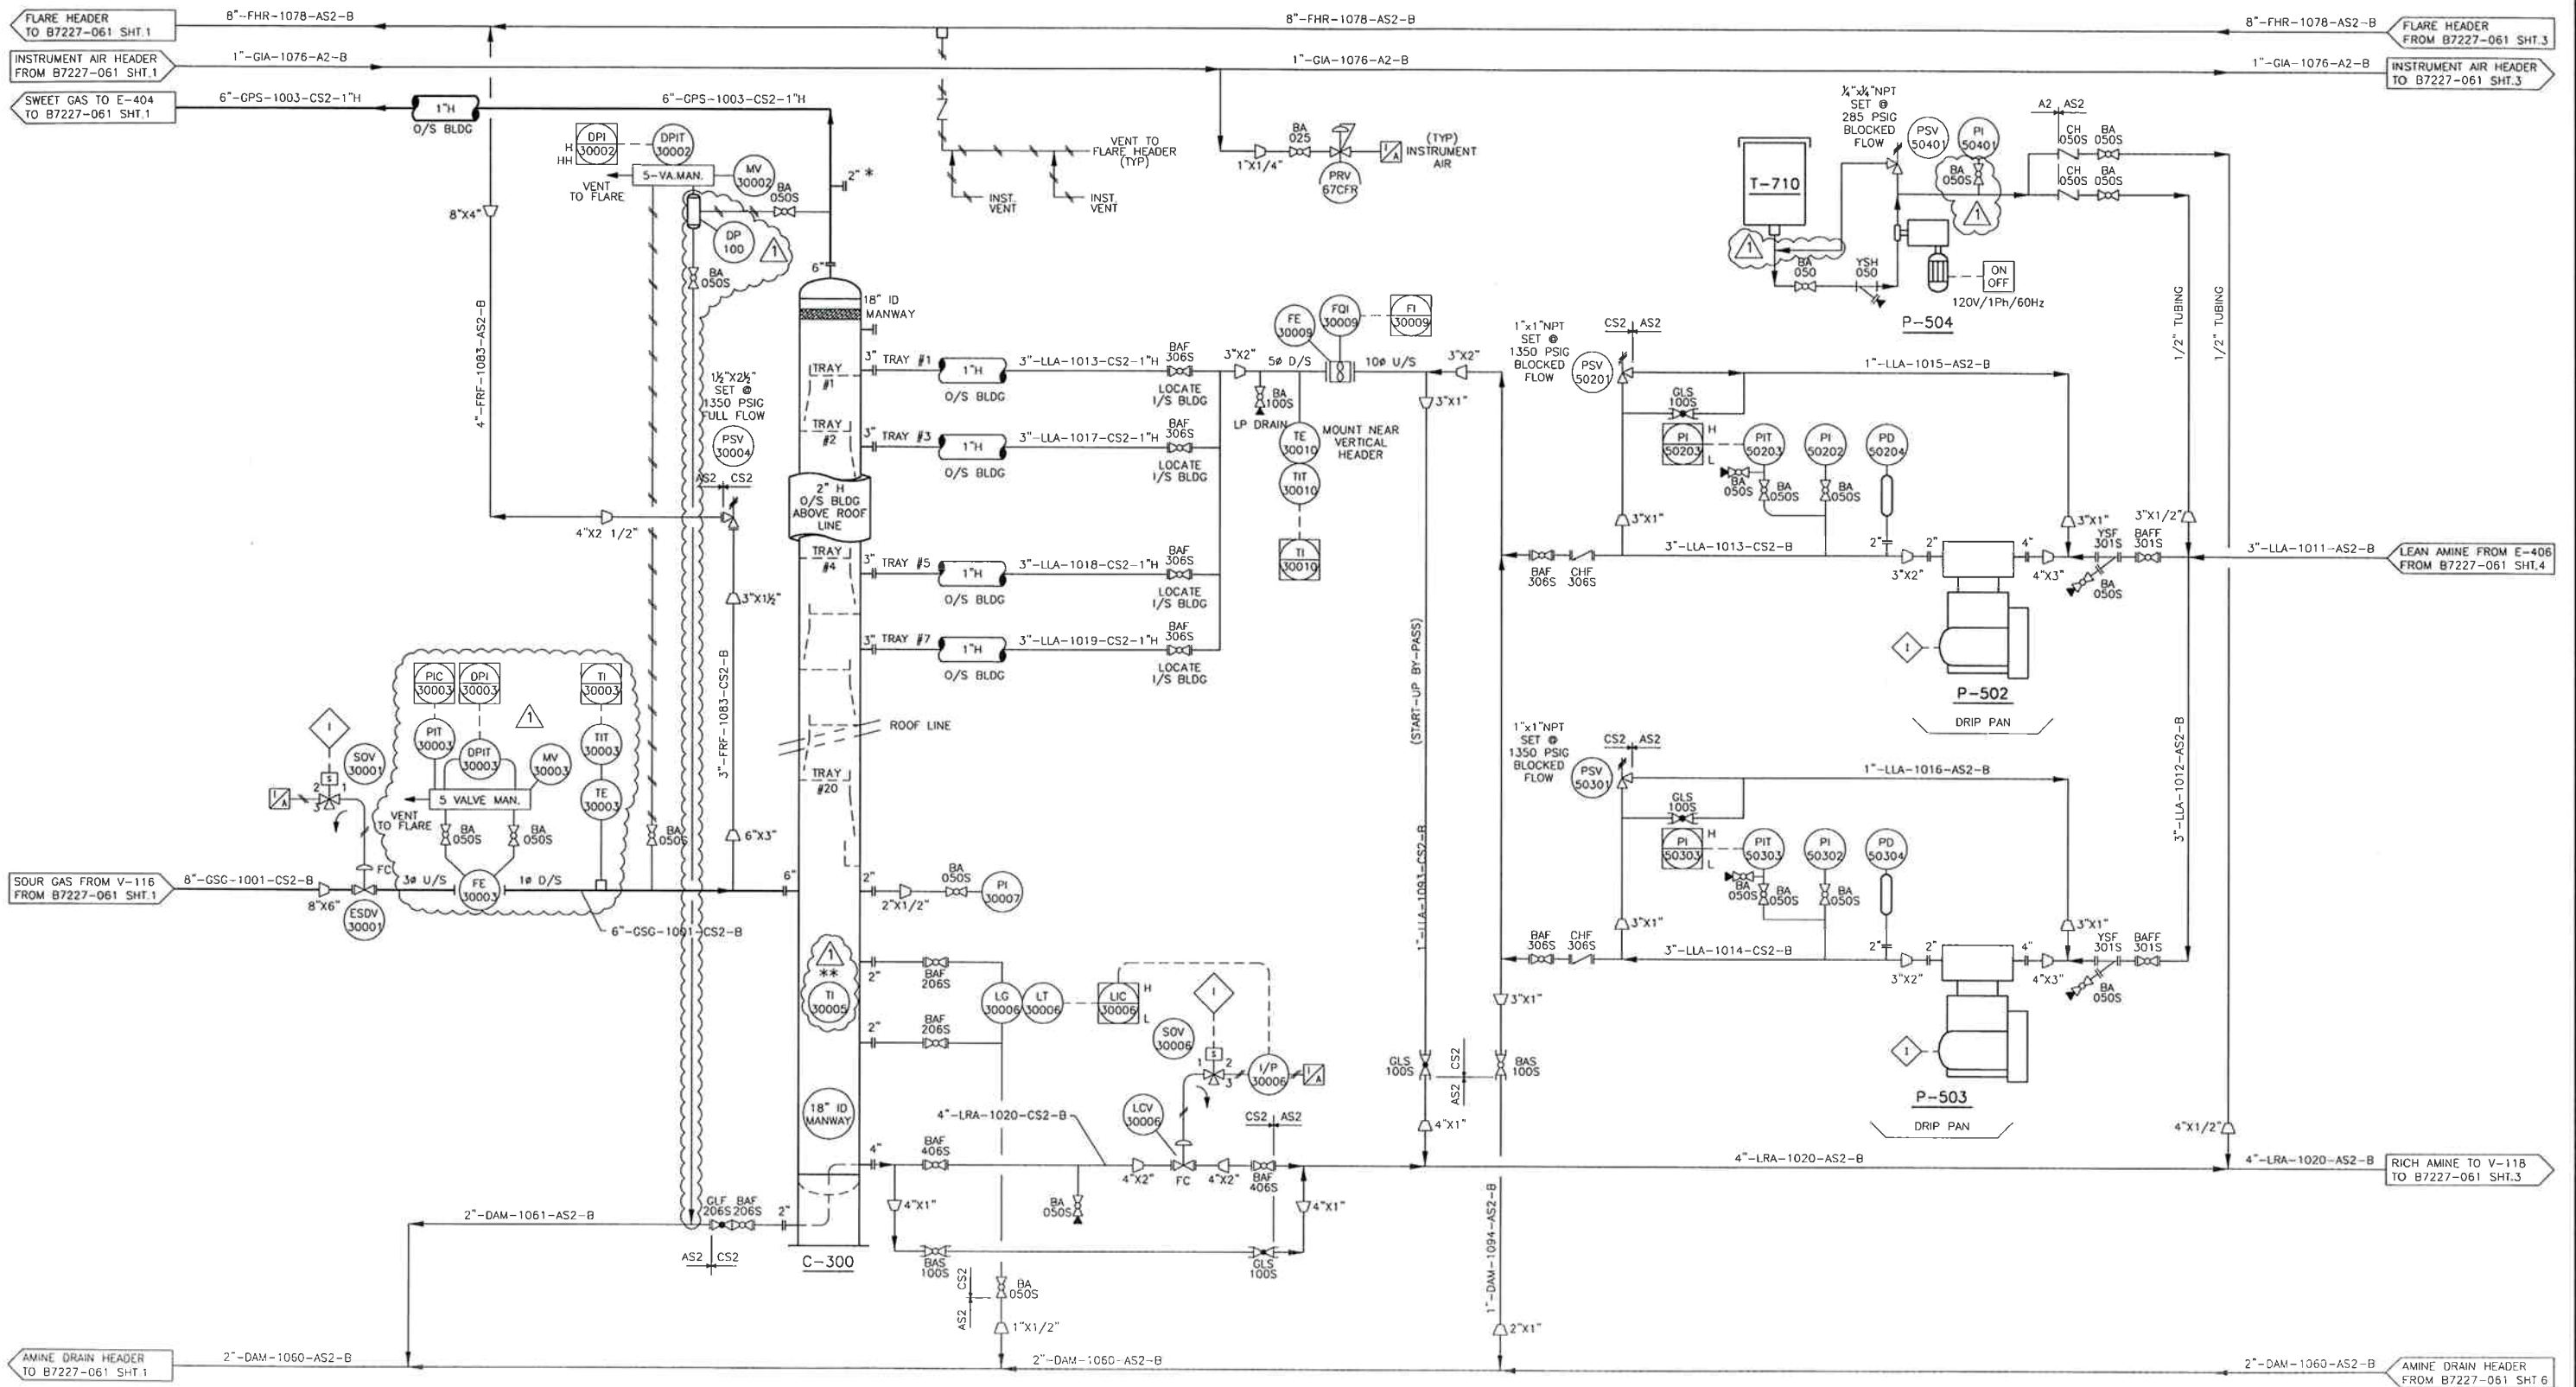 FLARE HEADER
TO B7227-061 SHT.1
8"-FHR-1078-AS2-B
8"-FHR-1078-AS2-B
8"-FHR-1078-AS2-B
FLARE HEADER
FROM B7227-061 SHT.3
INSTRUMENT AIR HEADER
FROM B7227-061 SHT.1
1"-GIA-1076-A2-B
1"-GIA-1076-A2-B
1"-GIA-1076-A2-B
INSTRUMENT AIR HEADER
TO B7227-061 SHT.3
SWEET GAS TO E-404
TO B7227-061 SHT.1
6"-GPS-1003-CS2-1"H
1"H
O/S BLDG
6"-GPS-1003-CS2-1"H
8"X4"
4"-FRF-1083-AS2-B
DPI
30002
H
HH
DPIT
30002
5-VA.MAN.
VENT
TO FLARE
MV
30002
BA
050S
2" *
DP
100
1
BA
050S
6"
VENT TO
FLARE HEADER
(TYP)
INST.
VENT
INST.
VENT
1"X1/4"
BA
025
PRV
67CFR
I/A
(TYP)
INSTRUMENT
AIR
T-710
1/4"x1/4"NPT
SET @
285 PSIG
BLOCKED
FLOW
PSV
50401
PI
50401
BA
050S
1
1
BA
050
YSH
050
ON
OFF
120V/1Ph/60Hz
P-504
A2
AS2
CH
050S
BA
050S
CH
050S
BA
050S
1/2" TUBING
1/2" TUBING
18" ID
MANWAY
TRAY
#1
TRAY
#2
2" H
O/S BLDG
ABOVE ROOF
LINE
TRAY
#4
TRAY
#20
ROOF LINE
3"
TRAY #1
1"H
O/S BLDG
3"-LLA-1013-CS2-1"H
BAF
306S
LOCATE
I/S BLDG
3"
TRAY #3
1"H
O/S BLDG
3"-LLA-1017-CS2-1"H
BAF
306S
LOCATE
I/S BLDG
3"
TRAY #5
1"H
O/S BLDG
3"-LLA-1018-CS2-1"H
BAF
306S
LOCATE
I/S BLDG
3"
TRAY #7
1"H
O/S BLDG
3"-LLA-1019-CS2-1"H
BAF
306S
LOCATE
I/S BLDG
3"X2"
5ø D/S
10ø U/S
3"X2"
FE
30009
FQI
30009
FI
30009
BA
100S
LP DRAIN
TE
30010
TIT
30010
TI
30010
MOUNT NEAR
VERTICAL
HEADER
3"X1"
(START-UP BY-PASS)
1"-LLA-1093-CS2-B
1"x1"NPT
SET @
1350 PSIG
BLOCKED
FLOW
PSV
50201
CS2
AS2
1"-LLA-1015-AS2-B
GLS
100S
PI
50203
H
L
PIT
50203
PI
50202
PD
50204
BA
050S
BA
050S
BA
050S
3"X1"
3"-LLA-1013-CS2-B
BAF
306S
CHF
306S
2"
3"X2"
2"
4"
4"X3"
3"X1"
YSF
301S
BAFF
301S
BA
050S
3"X1/2"
3"-LLA-1011-AS2-B
LEAN AMINE FROM E-406
FROM B7227-061 SHT.4
I
P-502
DRIP PAN
3"-LLA-1012-AS2-B
1"x1"NPT
SET @
1350 PSIG
BLOCKED
FLOW
PSV
50301
CS2
AS2
1"-LLA-1016-AS2-B
GLS
100S
PI
50303
H
L
PIT
50303
PI
50302
PD
50304
BA
050S
BA
050S
BA
050S
3"X1"
3"-LLA-1014-CS2-B
BAF
306S
CHF
306S
2"
3"X2"
2"
4"
4"X3"
3"X1"
YSF
301S
BAFF
301S
BA
050S
I
P-503
DRIP PAN
1½"X2½"
SET @
1350 PSIG
FULL FLOW
PSV
30004
AS2
CS2
4"X2 1/2"
3"X1½"
3"-FRF-1083-CS2-B
6"X3"
PIC
30003
DPI
30003
TI
30003
1
PIT
30003
DPIT
30003
MV
30003
TIT
30003
TE
30003
5 VALVE MAN.
VENT
TO FLARE
BA
050S
BA
050S
BA
050S
I
SOV
30001
S
2
1
3
I/A
FC
ESDV
30001
SOUR GAS FROM V-116
FROM B7227-061 SHT.1
8"-GSG-1001-CS2-B
8"X6"
3ø U/S
FE
30003
1ø D/S
6"-GSG-1001-CS2-B
6"
2"
2"X1/2"
BA
050S
PI
30007
1
**
TI
30005
2"
BAF
206S
2"
BAF
206S
LG
30006
LT
30006
LIC
30006
H
L
I
SOV
30006
S
1
2
3
I/P
30006
I/A
18" ID
MANWAY
4"-LRA-1020-CS2-B
LCV
30006
CS2
AS2
4"
BAF
406S
4"X2"
FC
4"X2"
BAF
406S
BA
050S
4"X1"
4"X1"
BAS
100S
GLS
100S
GLS
100S
CS2
AS2
3"X1"
BAS
100S
4"X1"
4"-LRA-1020-AS2-B
4"X1/2"
4"-LRA-1020-AS2-B
RICH AMINE TO V-118
TO B7227-061 SHT.3
2"-DAM-1061-AS2-B
GLF
206S
BAF
206S
2"
AS2
CS2
C-300
CS2
AS2
BA
050S
1"X1/2"
1"-DAM-1094-AS2-B
2"X1"
AMINE DRAIN HEADER
TO B7227-061 SHT.1
2"-DAM-1060-AS2-B
2"-DAM-1060-AS2-B
2"-DAM-1060-AS2-B
AMINE DRAIN HEADER
FROM B7227-061 SHT 6